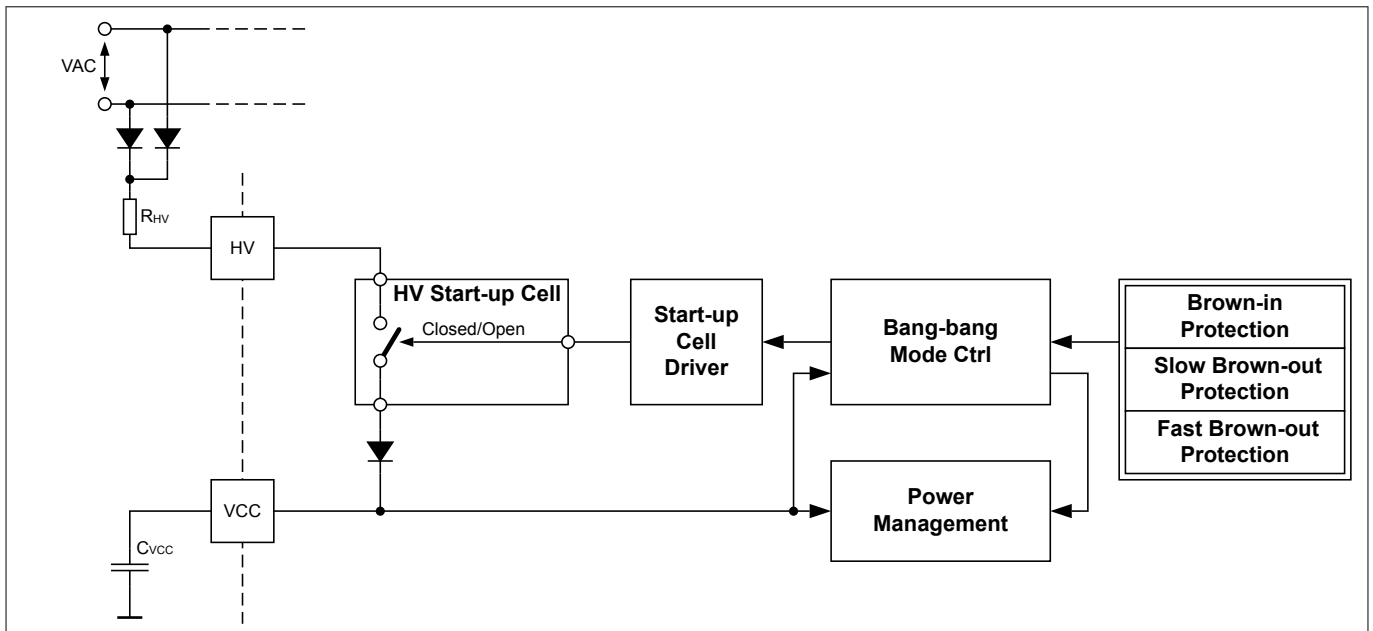 VAC
RHV
HV
HV Start-up Cell
Closed/Open
Start-up
Cell
Driver
Bang-bang
Mode Ctrl
Brown-in
Protection
Slow Brown-out
Protection
Fast Brown-out
Protection
VCC
CVCC
Power
Management